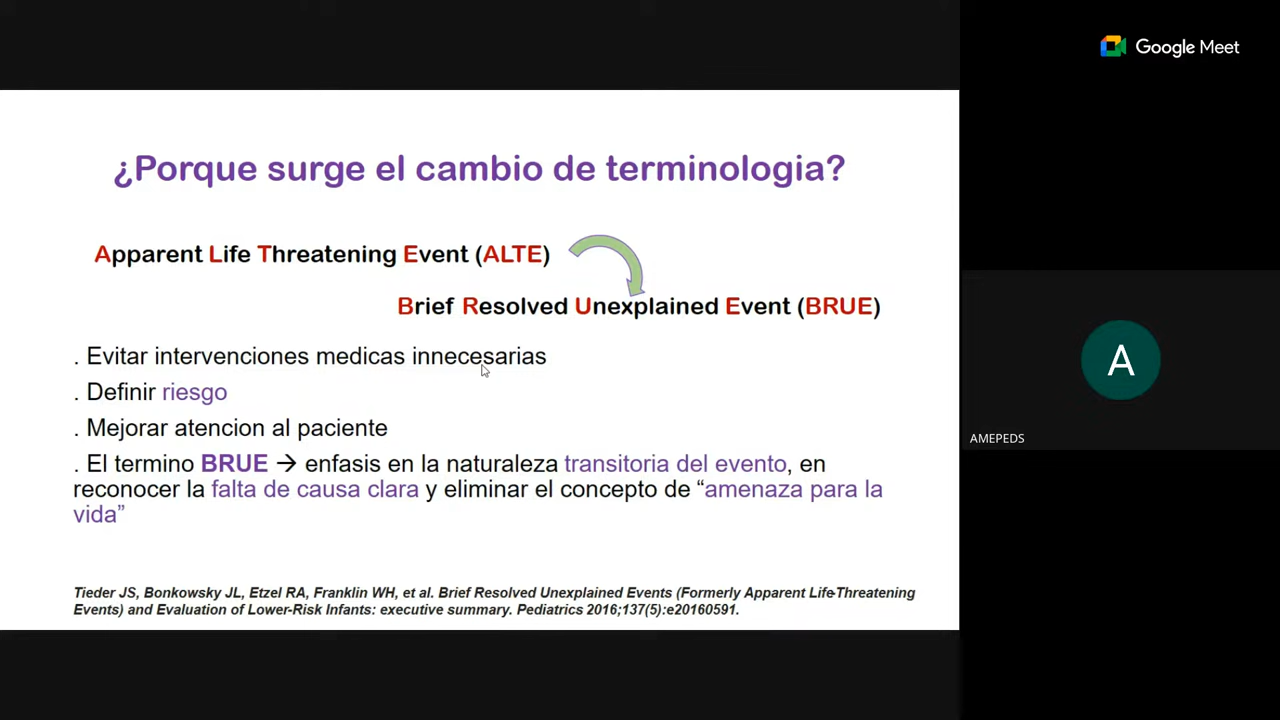 Google Meet
¿Porque surge el cambio de terminologia?
Apparent Life Threatening Event (ALTE)
Brief Resolved Unexplained Event (BRUE)
. Evitar intervenciones medicas innecesarias
. Definir riesgo
. Mejorar atencion al paciente
. El termino BRUE → enfasis en la naturaleza transitoria del evento, en
reconocer la falta de causa clara y eliminar el concepto de “amenaza para la
vida”
Tieder JS, Bonkowsky JL, Etzel RA, Franklin WH, et al. Brief Resolved Unexplained Events (Formerly Apparent Life-Threatening
Events) and Evaluation of Lower-Risk Infants: executive summary. Pediatrics 2016;137(5):e20160591.
A
AMEPEDS